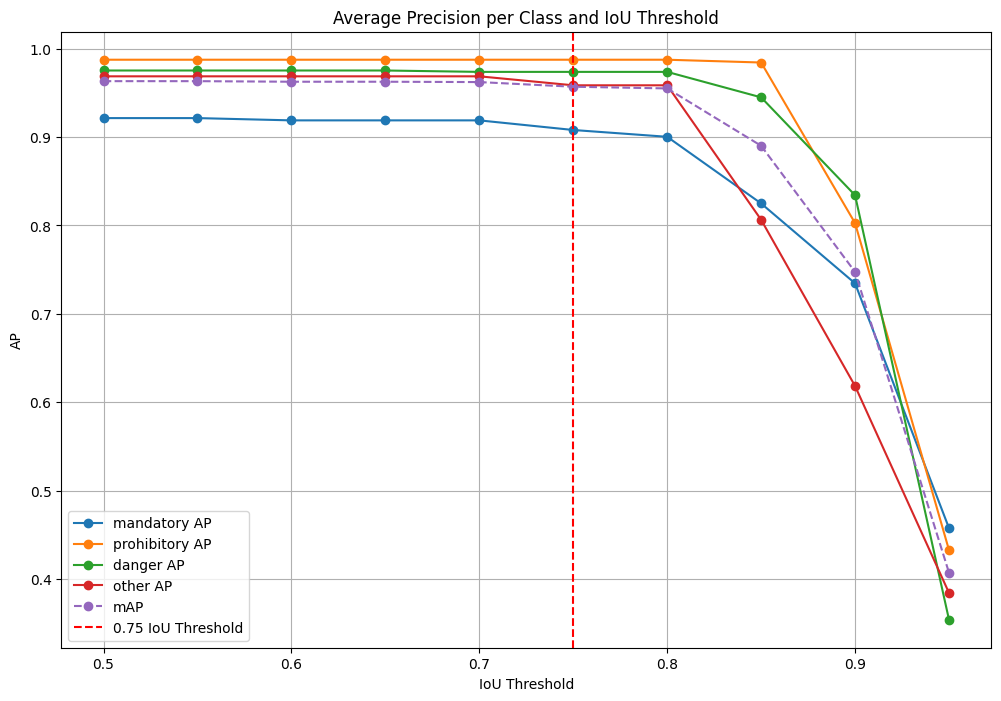 Average Precision per Class and IoU Threshold
AP
1.0
0.9
0.8
0.7
0.6
0.5
0.4
mandatory AP
prohibitory AP
danger AP
other AP
mAP
0.75 IoU Threshold
0.5 0.6 0.7 0.8 0.9
IoU Threshold